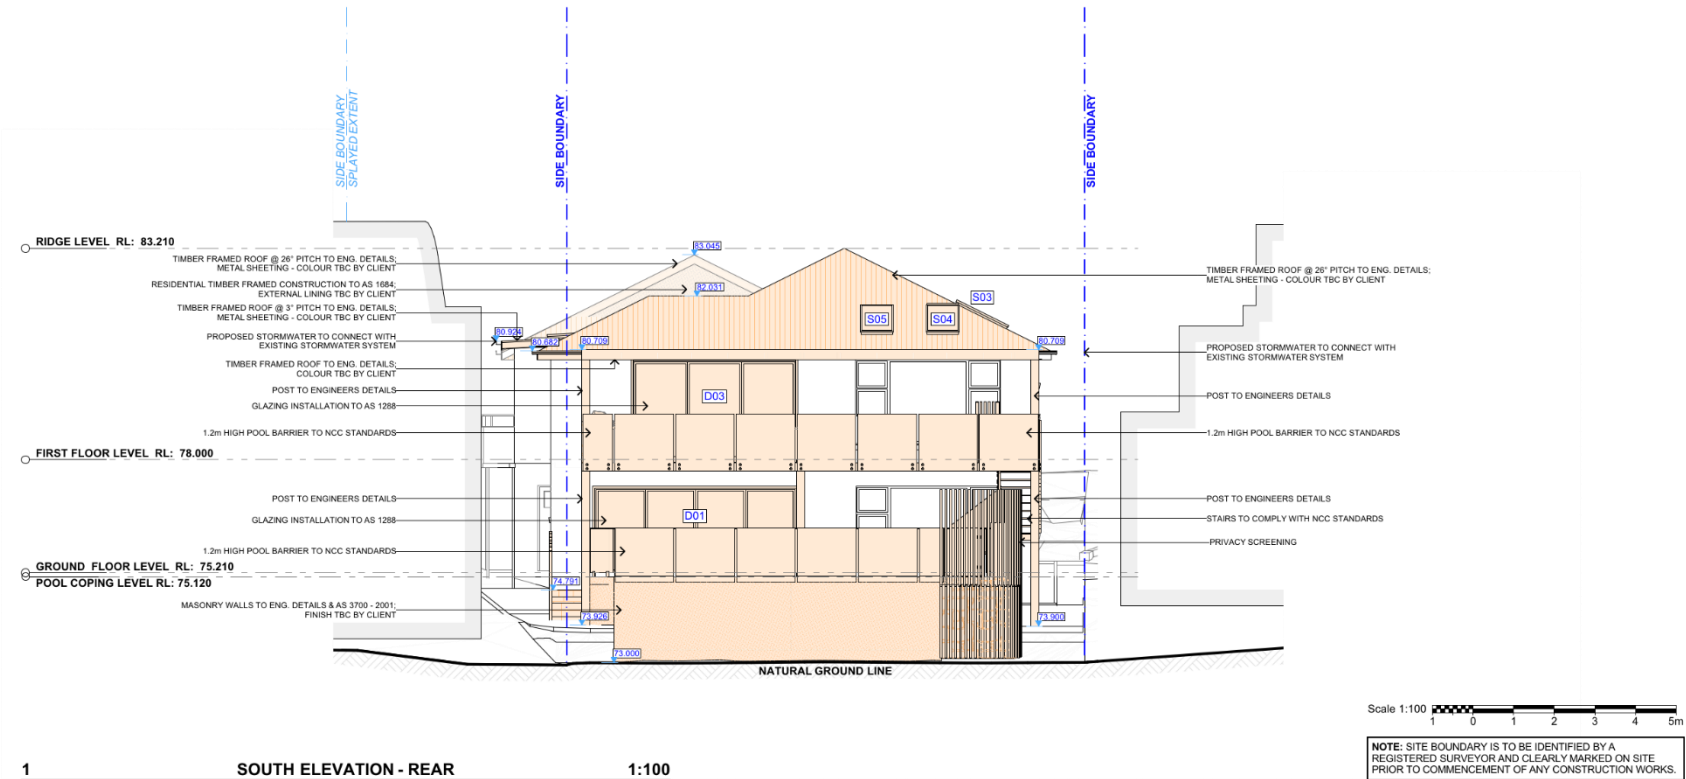 SIDE BOUNDARY
SPLAYED EXTENT
SIDE BOUNDARY
SIDE BOUNDARY
RIDGE LEVEL RL: 83.210
TIMBER FRAMED ROOF @ 26° PITCH TO ENG. DETAILS;
METAL SHEETING - COLOUR TBC BY CLIENT
RESIDENTIAL TIMBER FRAMED CONSTRUCTION TO AS 1684;
EXTERNAL LINING TBC BY CLIENT
TIMBER FRAMED ROOF @ 3° PITCH TO ENG. DETAILS;
METAL SHEETING - COLOUR TBC BY CLIENT
PROPOSED STORMWATER TO CONNECT WITH
EXISTING STORMWATER SYSTEM
TIMBER FRAMED ROOF TO ENG. DETAILS;
COLOUR TBC BY CLIENT
POST TO ENGINEERS DETAILS
GLAZING INSTALLATION TO AS 1288
1.2m HIGH POOL BARRIER TO NCC STANDARDS
FIRST FLOOR LEVEL RL: 78.000
POST TO ENGINEERS DETAILS
GLAZING INSTALLATION TO AS 1288
1.2m HIGH POOL BARRIER TO NCC STANDARDS
GROUND FLOOR LEVEL RL: 75.210
POOL COPING LEVEL RL: 75.120
MASONRY WALLS TO ENG. DETAILS & AS 3700 - 2001;
FINISH TBC BY CLIENT
83.045
82.031
80.924
80.682
80.709
80.709
S05
S04
S03
D03
D01
74.791
73.926
73.900
73.000
NATURAL GROUND LINE
TIMBER FRAMED ROOF @ 26° PITCH TO ENG. DETAILS;
METAL SHEETING - COLOUR TBC BY CLIENT
PROPOSED STORMWATER TO CONNECT WITH
EXISTING STORMWATER SYSTEM
POST TO ENGINEERS DETAILS
1.2m HIGH POOL BARRIER TO NCC STANDARDS
POST TO ENGINEERS DETAILS
STAIRS TO COMPLY WITH NCC STANDARDS
PRIVACY SCREENING
Scale 1:100
1 0 1 2 3 4 5m
NOTE: SITE BOUNDARY IS TO BE IDENTIFIED BY A
REGISTERED SURVEYOR AND CLEARLY MARKED ON SITE
PRIOR TO COMMENCEMENT OF ANY CONSTRUCTION WORKS.
1 SOUTH ELEVATION - REAR 1:100